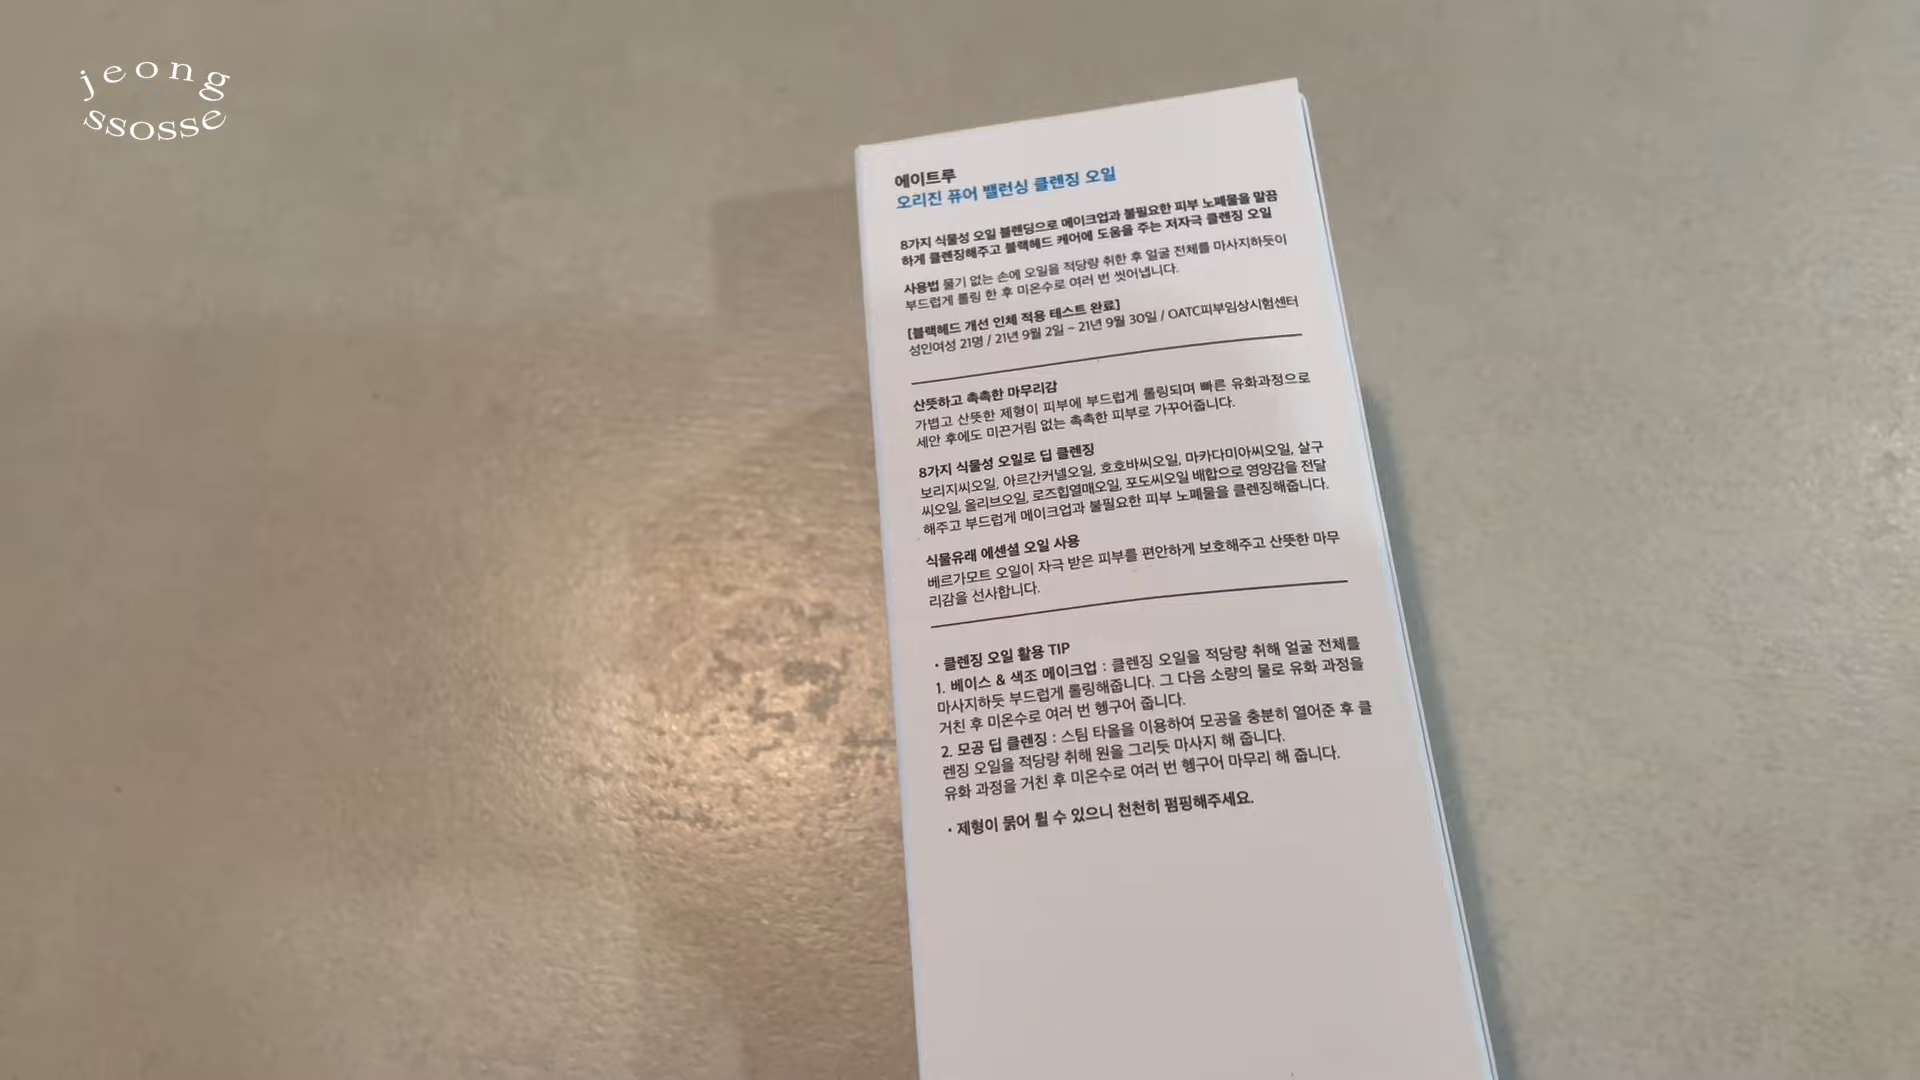 jeong
ssosse
에이트루
오리진 퓨어 밸런싱 클렌징 오일
8가지 식물성 오일 블렌딩으로 메이크업과 불필요한 피부 노폐물을 말끔
하게 클렌징해주고 블랙헤드 케어에 도움을 주는 저자극 클렌징 오일
사용법 물기 없는 손에 오일을 적당량 취한 후 얼굴 전체를 마사지하듯이
부드럽게 롤링 한 후 미온수로 여러 번 씻어냅니다.
[블랙헤드 개선 인체 적용 테스트 완료]
성인여성 21명 / 21년 9월 2일 ~ 21년 9월 30일 / OATC피부임상시험센터
산뜻하고 촉촉한 마무리감
가볍고 산뜻한 제형이 피부에 부드럽게 롤링되며 빠른 유화과정으로
세안 후에도 미끈거림 없는 촉촉한 피부로 가꾸어줍니다.
8가지 식물성 오일로 딥 클렌징
보리지씨오일, 아르간커넬오일, 호호바씨오일, 마카다미아씨오일, 살구
씨오일, 올리브오일, 로즈힙열매오일, 포도씨오일 배합으로 영양감을 전달
해주고 부드럽게 메이크업과 불필요한 피부 노폐물을 클렌징해줍니다.
식물유래 에센셜 오일 사용
베르가모트 오일이 자극 받은 피부를 편안하게 보호해주고 산뜻한 마무
리감을 선사합니다.
• 클렌징 오일 활용 TIP
1. 베이스 & 색조 메이크업 : 클렌징 오일을 적당량 취해 얼굴 전체를
마사지하듯 부드럽게 롤링해줍니다. 그 다음 소량의 물로 유화 과정을
거친 후 미온수로 여러 번 헹구어 줍니다.
2. 모공 딥 클렌징 : 스팀 타올을 이용하여 모공을 충분히 열어준 후 클
렌징 오일을 적당량 취해 원을 그리듯 마사지 해 줍니다.
유화 과정을 거친 후 미온수로 여러 번 헹구어 마무리 해 줍니다.
• 제형이 묽어 튈 수 있으니 천천히 펌핑해주세요.